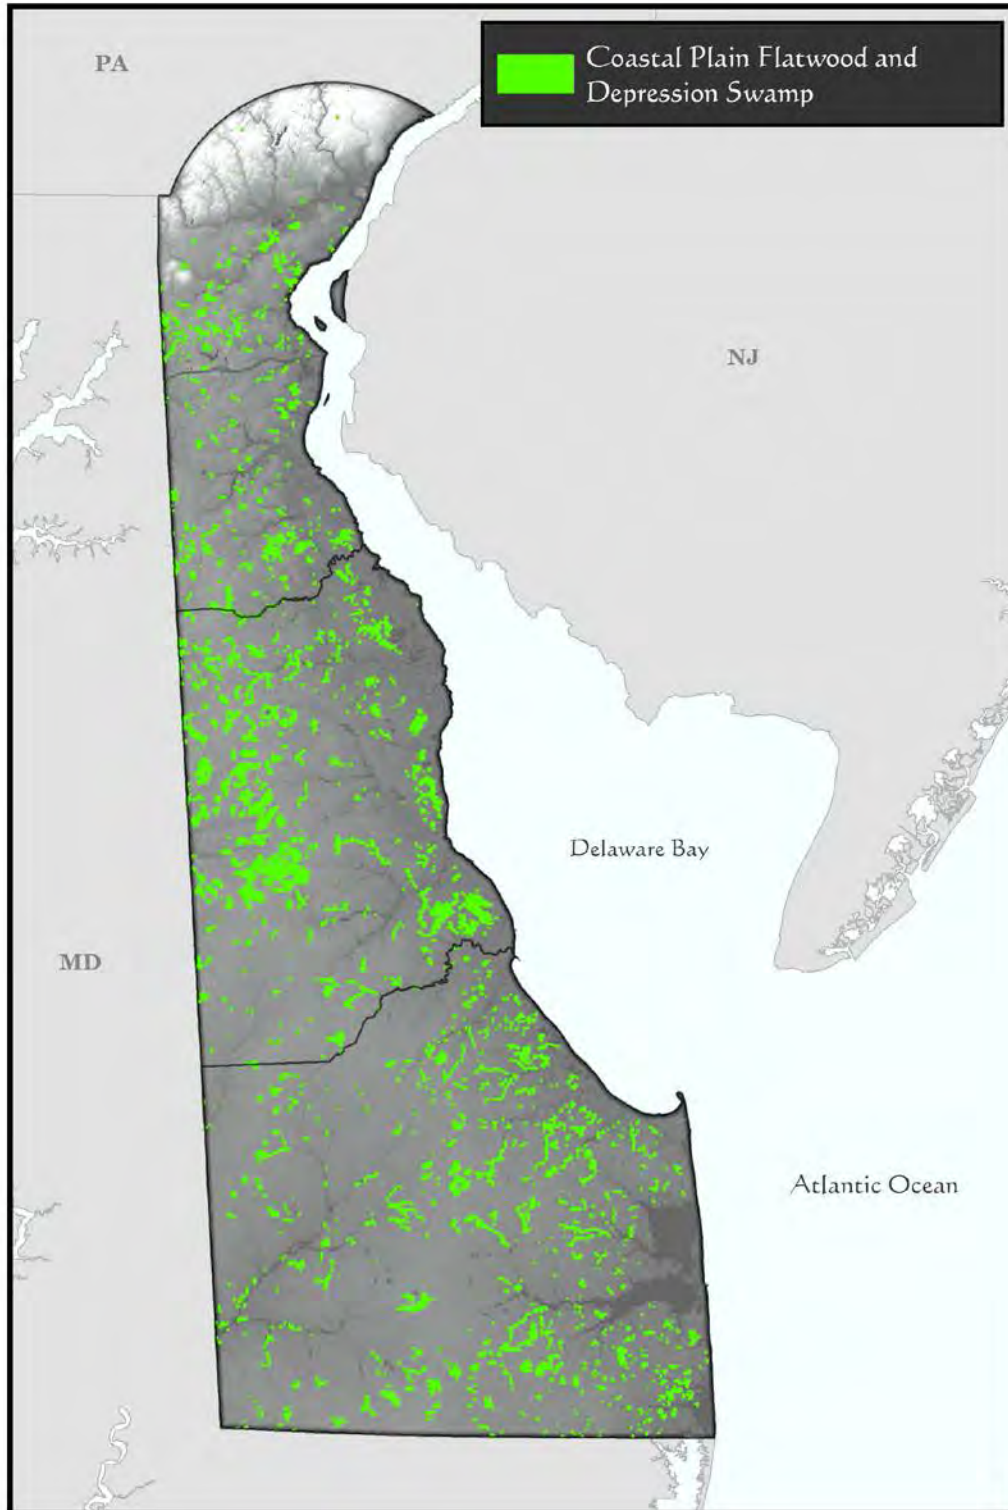 PA
Coastal Plain Flatwood and
Depression Swamp
NJ
Delaware Bay
MD
Atlantic Ocean